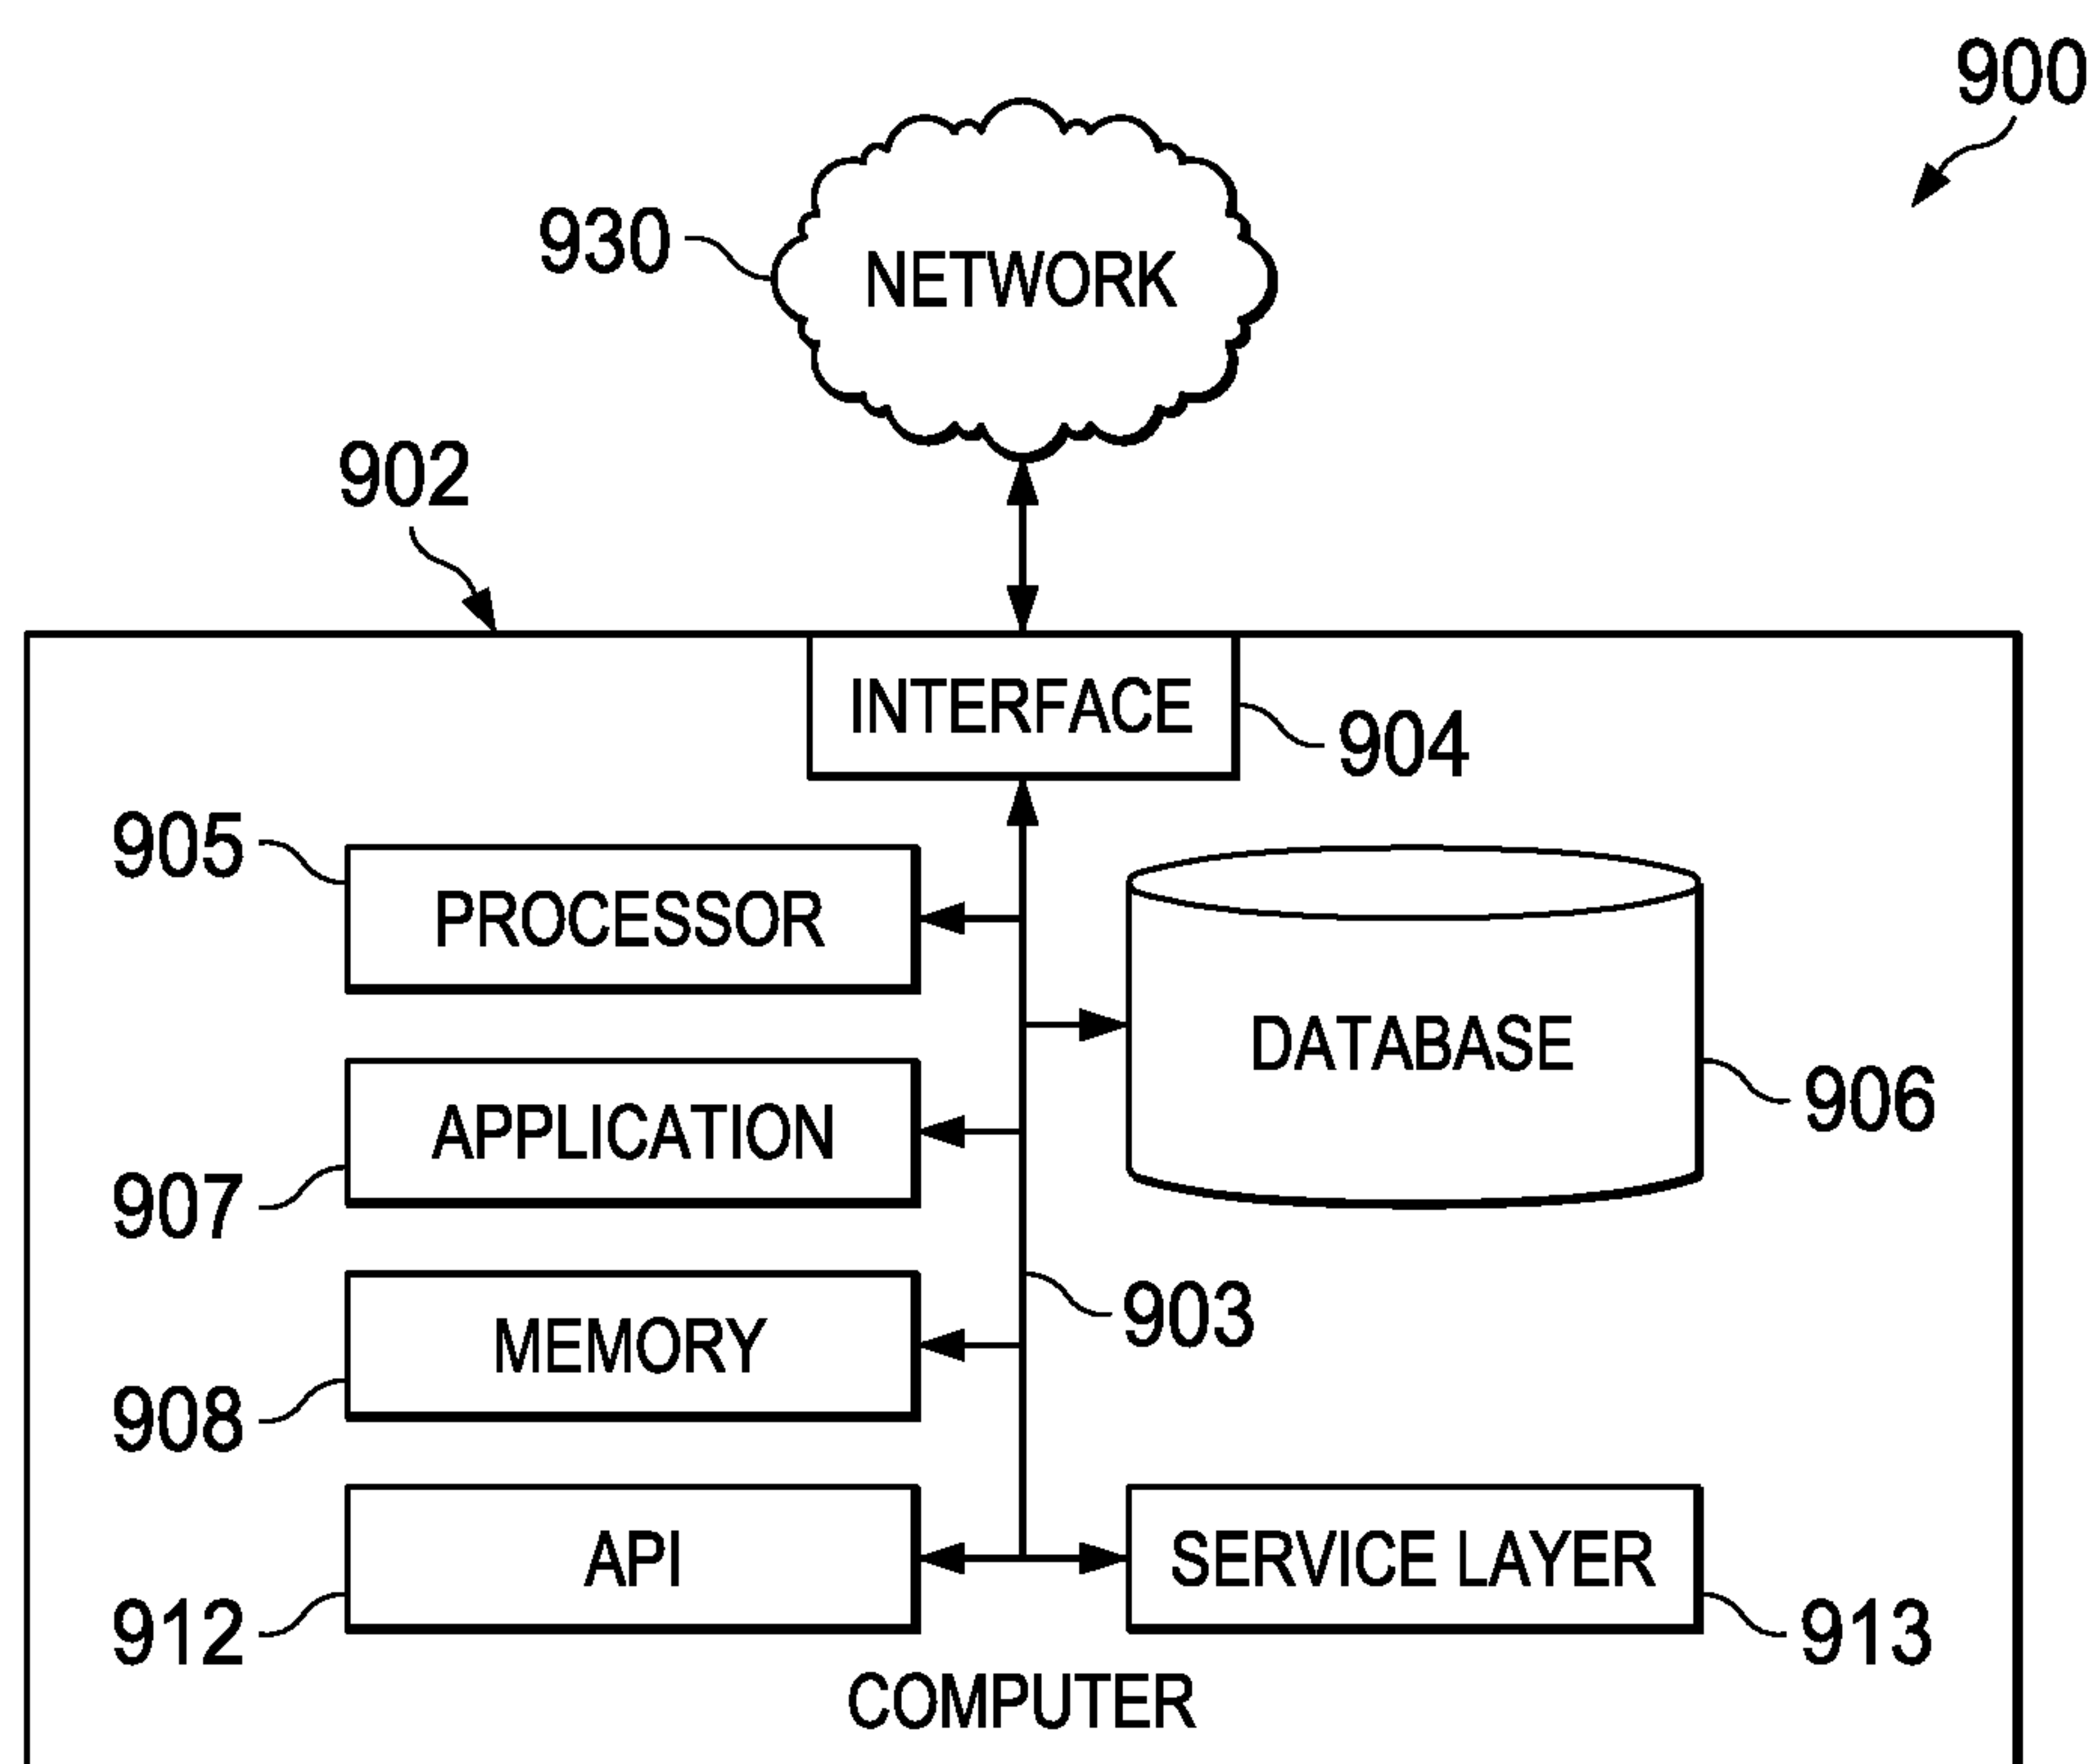 900
930
NETWORK
902
INTERFACE
904
905
PROCESSOR
DATABASE
906
APPLICATION
907
903
MEMORY
908
API
SERVICE LAYER
912
913
COMPUTER